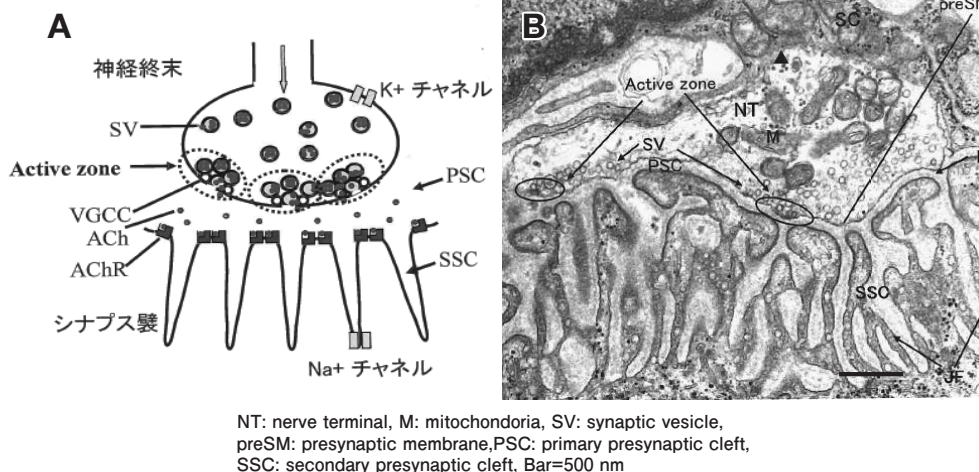 A
神経終末
K+ チャネル
SV
Active zone
PSC
VGCC
ACh
AChR
SSC
シナプス襞
Na+ チャネル
B
SC
Active zone
NT
M
SV
PSC
SSC
JF
NT: nerve terminal, M: mitochondoria, SV: synaptic vesicle,
preSM: presynaptic membrane,PSC: primary presynaptic cleft,
SSC: secondary presynaptic cleft, Bar=500 nm